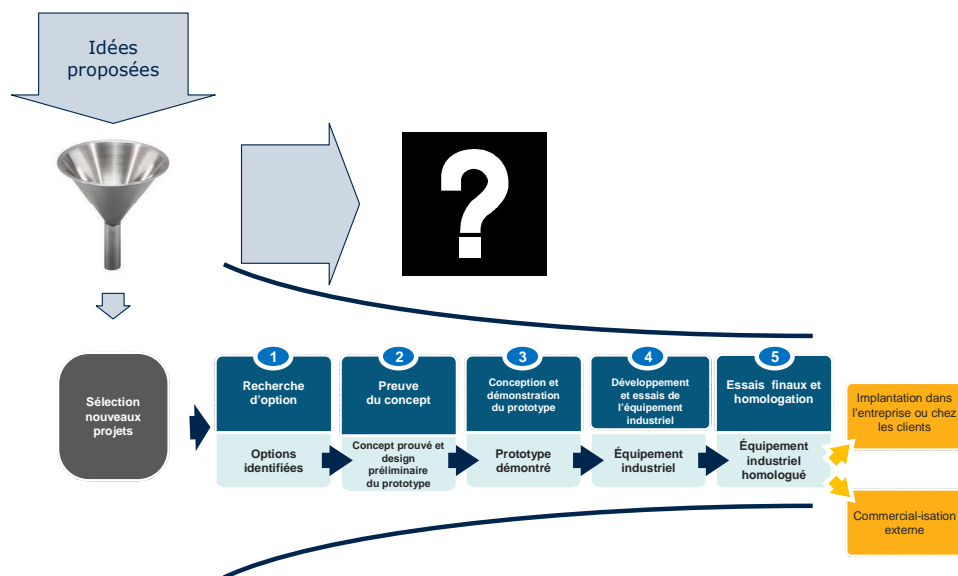 Idées
proposées
?
Sélection
nouveaux
projets
1
Recherche
d'option
Options
identifiées
2
Preuve
du concept
Concept prouvé et
design
préliminaire
du prototype
3
Conception et
démonstration
du prototype
Prototype
démontré
4
Développement
et essais de
l'équipement
industriel
Équipement
industriel
5
Essais finaux et
homologation
Équipement
industriel
homologué
Implantation dans
l'entreprise ou chez
les clients
Commercial-isation
externe